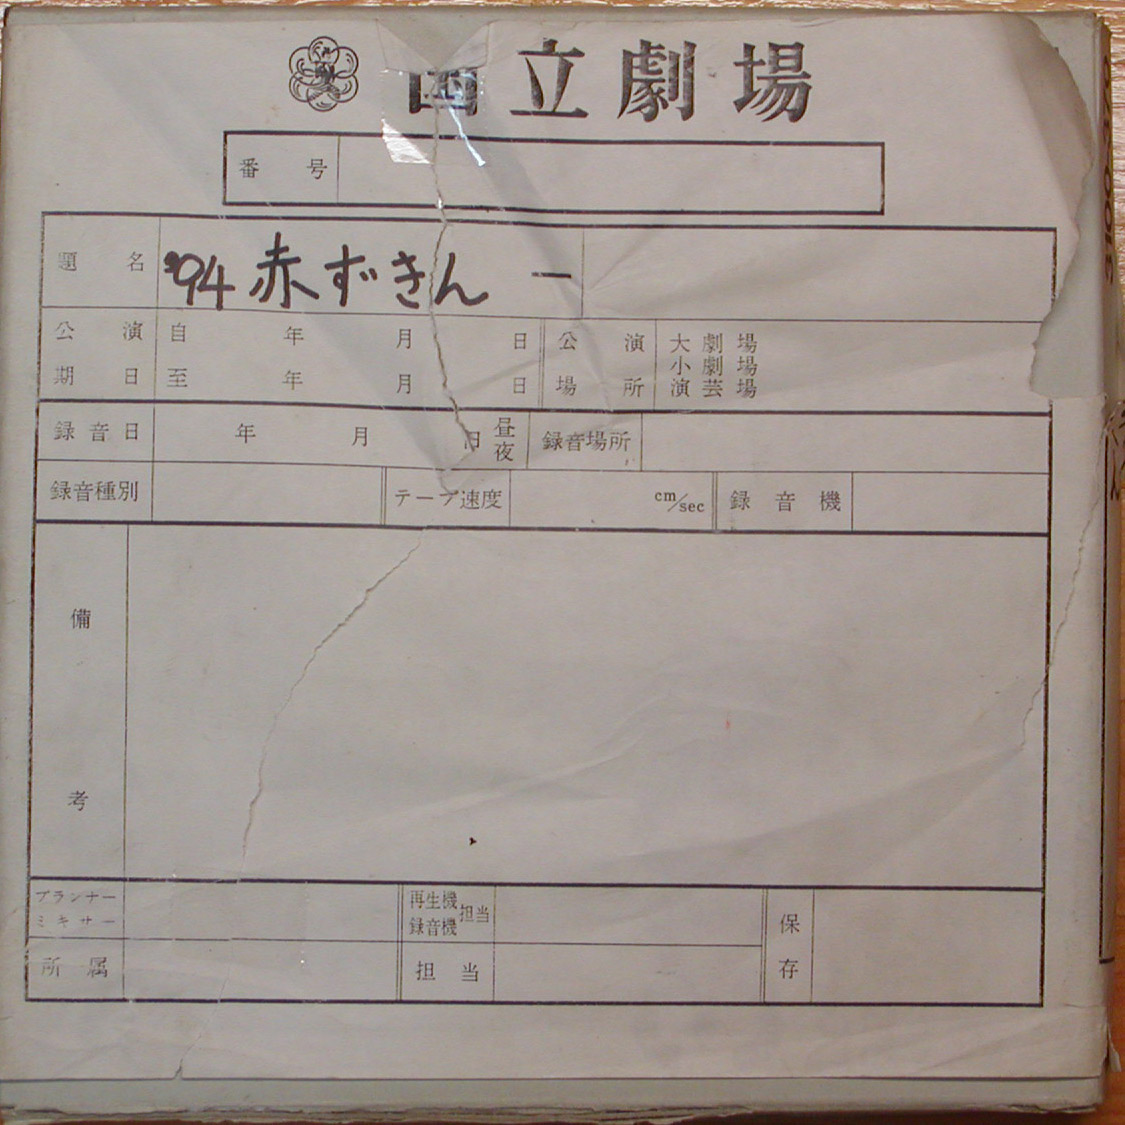 国立劇場
番号
題名 '94 赤ずきん 一
公演期日 自 年 月 日
至 年 月 日
公演場所 大劇場
小劇場
演芸場
録音日 年 月 日 昼夜 録音場所
録音種別 テープ速度 cm/sec 録音機
備考
プランナー
ミキサー
再生機
録音機 担当
保存
所属 担当